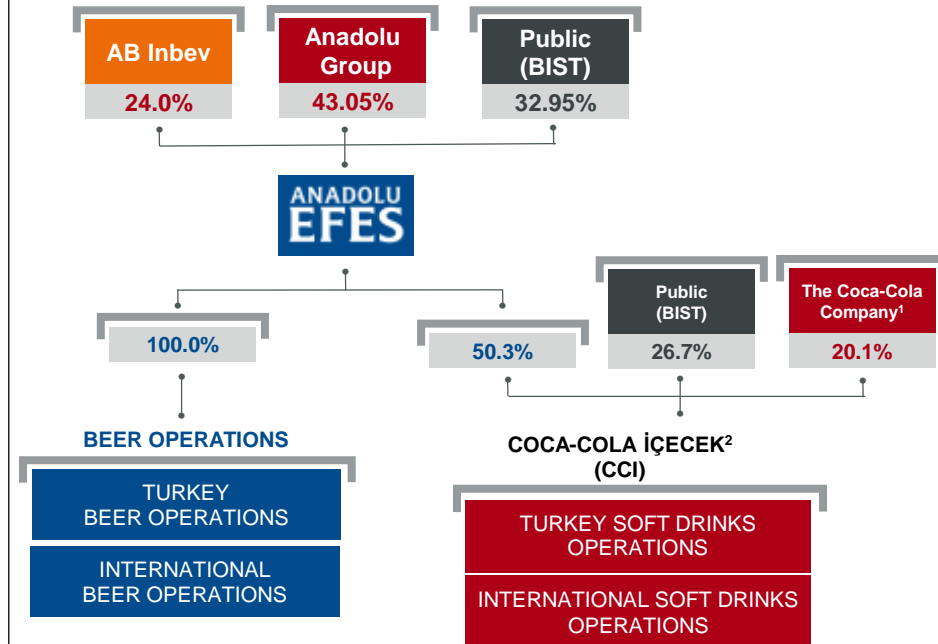 AB Inbev
24.0%
Anadolu
Group
43.05%
Public
(BIST)
32.95%
ANADOLU
EFES
100.0%
50.3%
Public
(BIST)
26.7%
The Coca-Cola
Company¹
20.1%
BEER OPERATIONS
TURKEY
BEER OPERATIONS
INTERNATIONAL
BEER OPERATIONS
COCA-COLA İÇECEK²
(CCI)
TURKEY SOFT DRINKS
OPERATIONS
INTERNATIONAL SOFT DRINKS
OPERATIONS